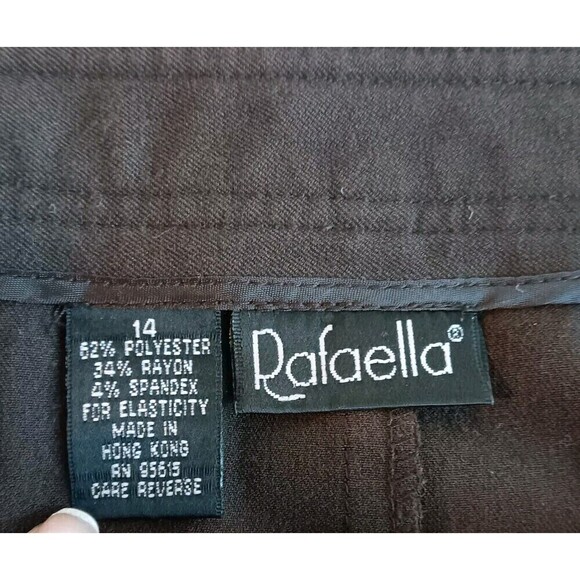 14
62% POLYESTER
34% RAYON
4% SPANDEX
FOR ELASTICITY
MADE IN
HONG KONG
RN 95615
CARE REVERSE
Rafaella®